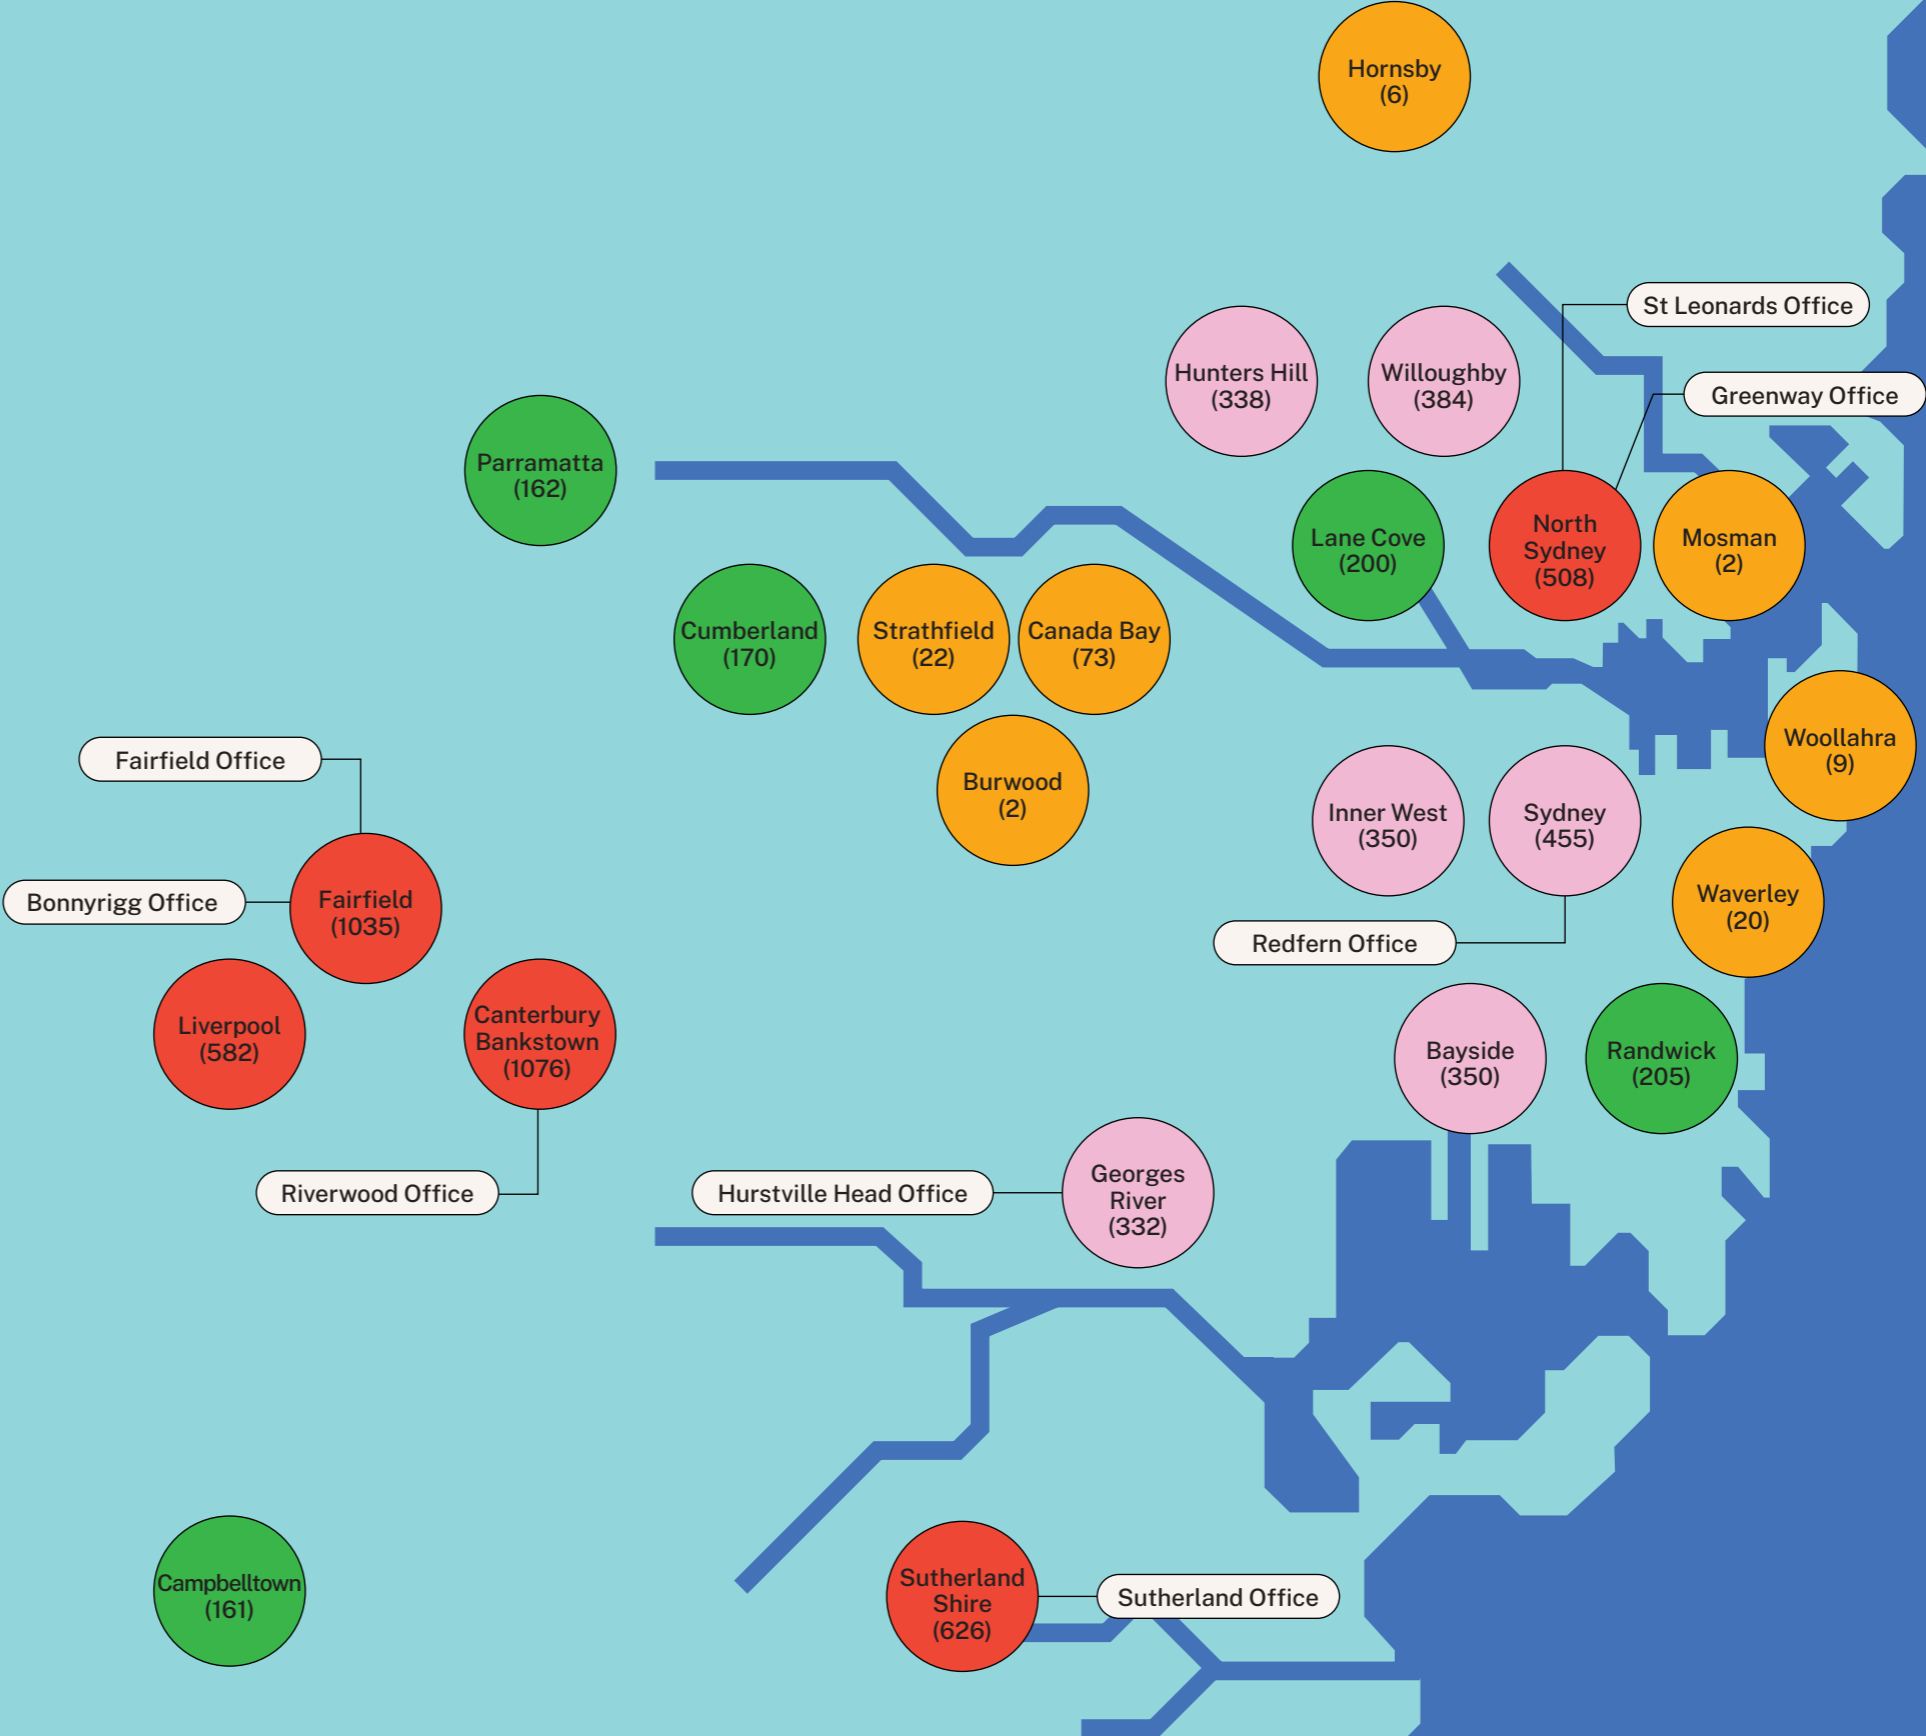 Hornsby
(6)
St Leonards Office
Hunters Hill
(338)
Willoughby
(384)
Greenway Office
Parramatta
(162)
Lane Cove
(200)
North
Sydney
(508)
Mosman
(2)
Cumberland
(170)
Strathfield
(22)
Canada Bay
(73)
Woollahra
(9)
Fairfield Office
Burwood
(2)
Inner West
(350)
Sydney
(455)
Bonnyrigg Office
Fairfield
(1035)
Waverley
(20)
Redfern Office
Liverpool
(582)
Canterbury
Bankstown
(1076)
Bayside
(350)
Randwick
(205)
Riverwood Office
Hurstville Head Office
Georges
River
(332)
Campbelltown
(161)
Sutherland
Shire
(626)
Sutherland Office